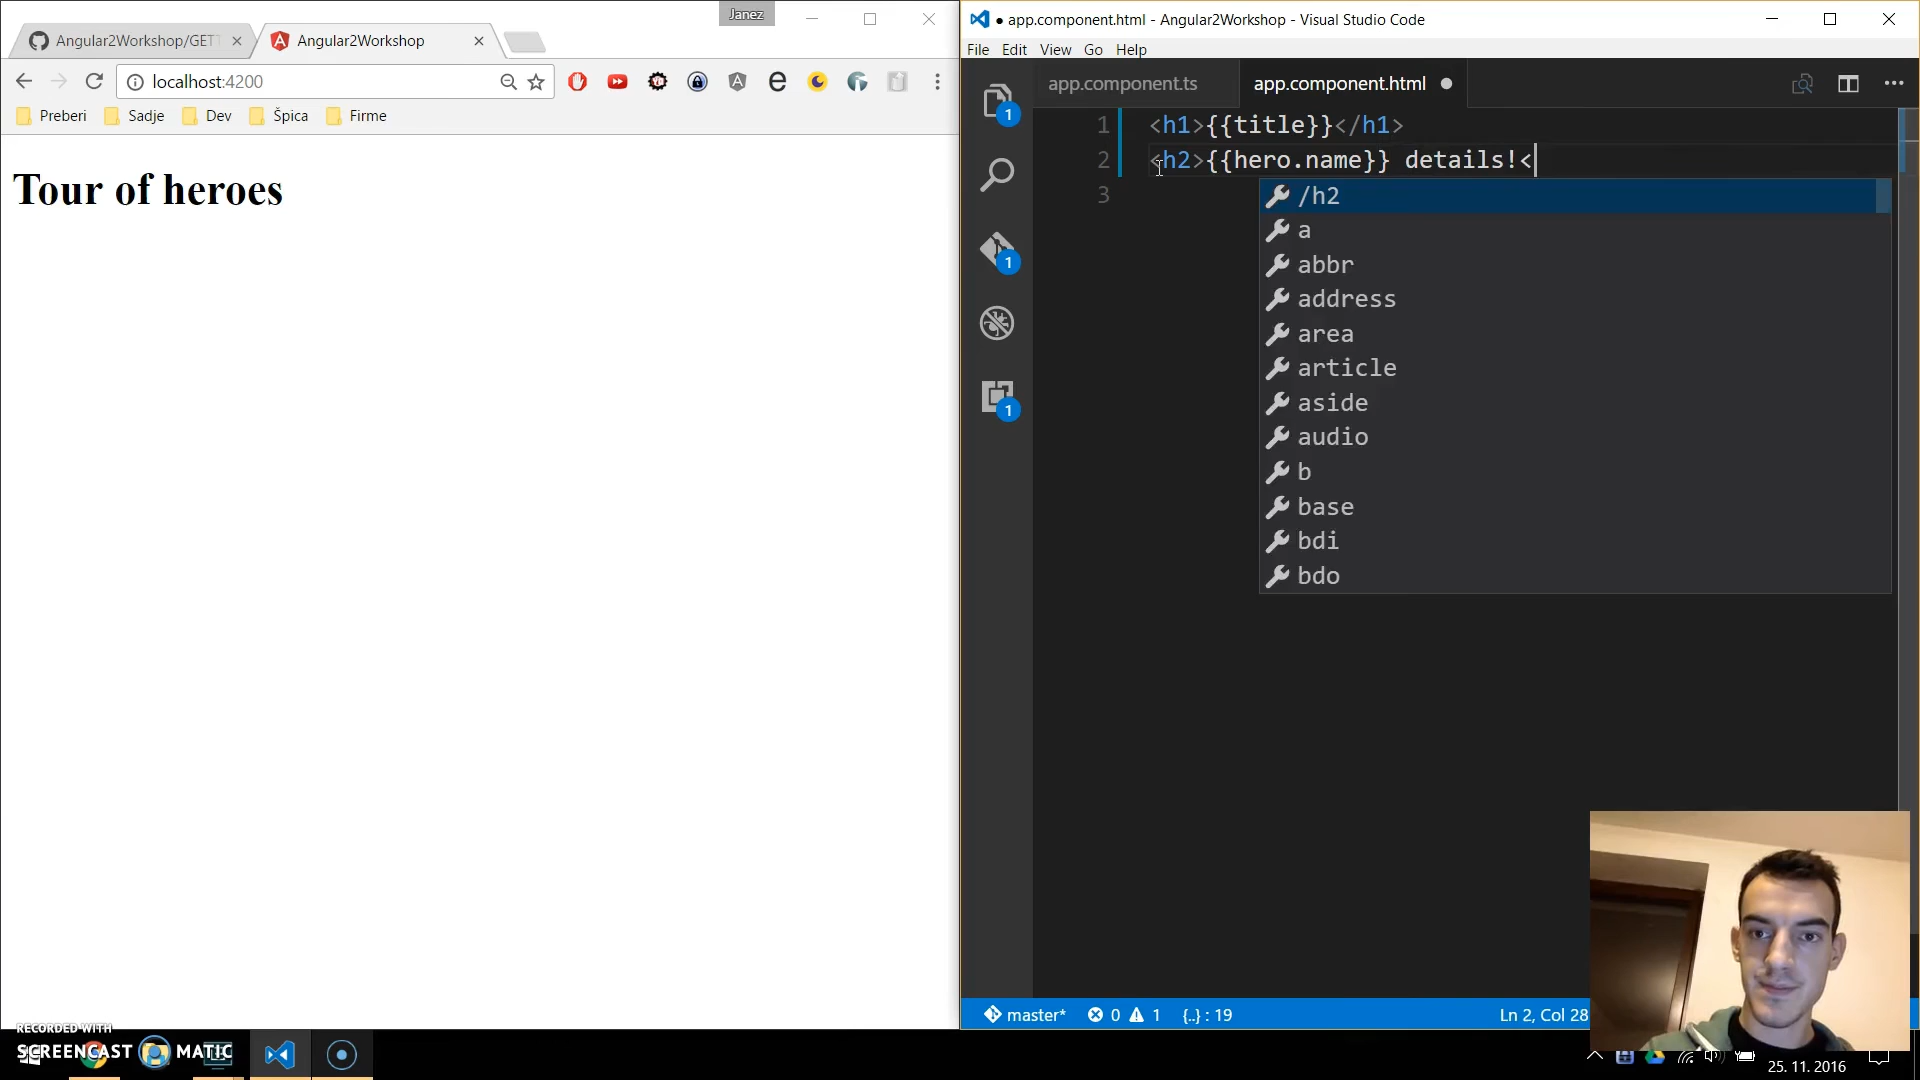 Janez
Angular2Workshop/GET
Angular2Workshop
localhost:4200
Preberi
Sadje
Dev
Špica
Firme
Tour of heroes
● app.component.html - Angular2Workshop - Visual Studio Code
File Edit View Go Help
app.component.ts
app.component.html
1 <h1>{{title}}</h1>
2 <h2>{{hero.name}} details!<
3
/h2
a
abbr
address
area
article
aside
audio
b
base
bdi
bdo
1
1
1
master*
0
1
{..} : 19
Ln 2, Col 28
RECORDED WITH
SCREENCAST MATIC
25. 11. 2016